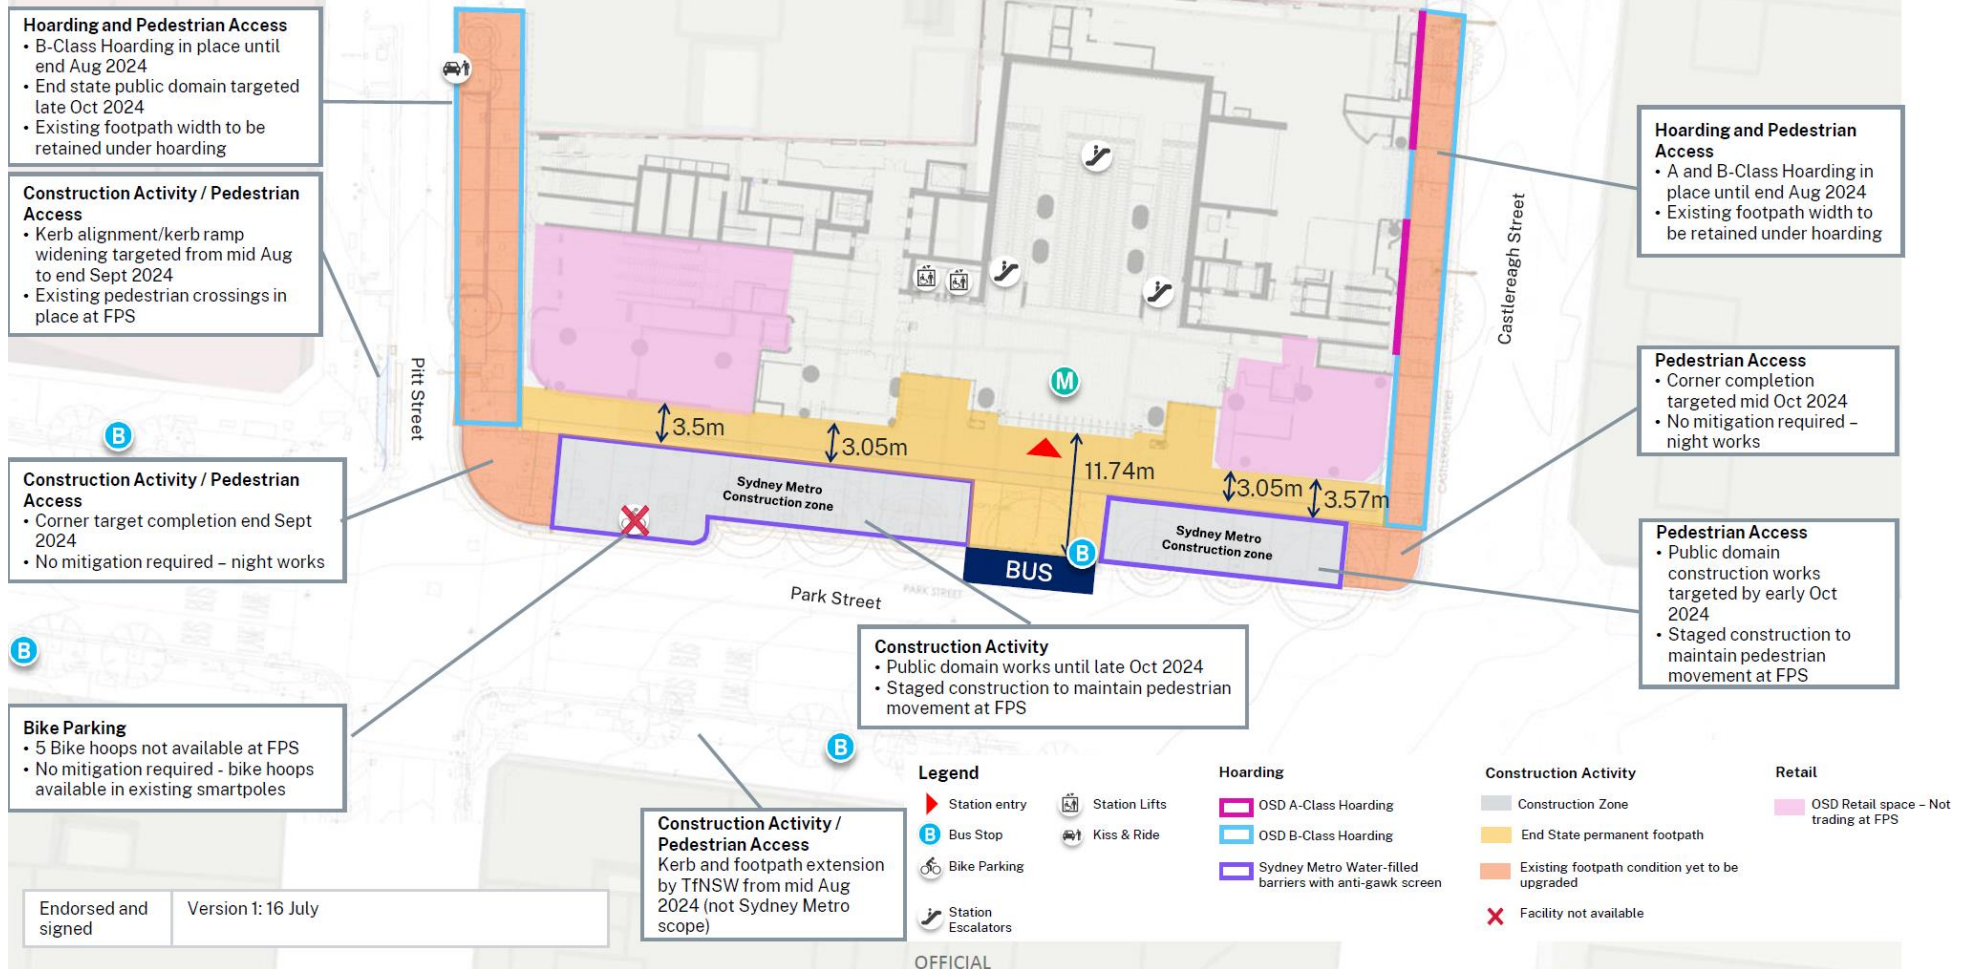 Hoarding and Pedestrian Access
• B-Class Hoarding in place until
end Aug 2024
• End state public domain targeted
late Oct 2024
• Existing footpath width to be
retained under hoarding
Construction Activity / Pedestrian
Access
• Kerb alignment/kerb ramp
widening targeted from mid Aug
to end Sept 2024
• Existing pedestrian crossings in
place at FPS
Construction Activity / Pedestrian
Access
• Corner target completion end Sept
2024
• No mitigation required – night works
Bike Parking
• 5 Bike hoops not available at FPS
• No mitigation required - bike hoops
available in existing smartpoles
Pitt Street
B
B
B
B
M
3.5m
3.05m
11.74m
3.05m
3.57m
Sydney Metro
Construction zone
Sydney Metro
Construction zone
BUS
Park Street
PARK STREET
Castlereagh Street
CASTLEREAGH STREET
Hoarding and Pedestrian
Access
• A and B-Class Hoarding in
place until end Aug 2024
• Existing footpath width to
be retained under hoarding
Pedestrian Access
• Corner completion
targeted mid Oct 2024
• No mitigation required –
night works
Pedestrian Access
• Public domain
construction works
targeted by early Oct
2024
• Staged construction to
maintain pedestrian
movement at FPS
Construction Activity
• Public domain works until late Oct 2024
• Staged construction to maintain pedestrian
movement at FPS
Construction Activity /
Pedestrian Access
Kerb and footpath extension
by TfNSW from mid Aug
2024 (not Sydney Metro
scope)
Legend
Station entry
B Bus Stop
Bike Parking
Station
Escalators
Station Lifts
Kiss & Ride
Hoarding
OSD A-Class Hoarding
OSD B-Class Hoarding
Sydney Metro Water-filled
barriers with anti-gawk screen
Construction Activity
Construction Zone
End State permanent footpath
Existing footpath condition yet to be
upgraded
Facility not available
Retail
OSD Retail space – Not
trading at FPS
Endorsed and
signed
Version 1: 16 July
OFFICIAL